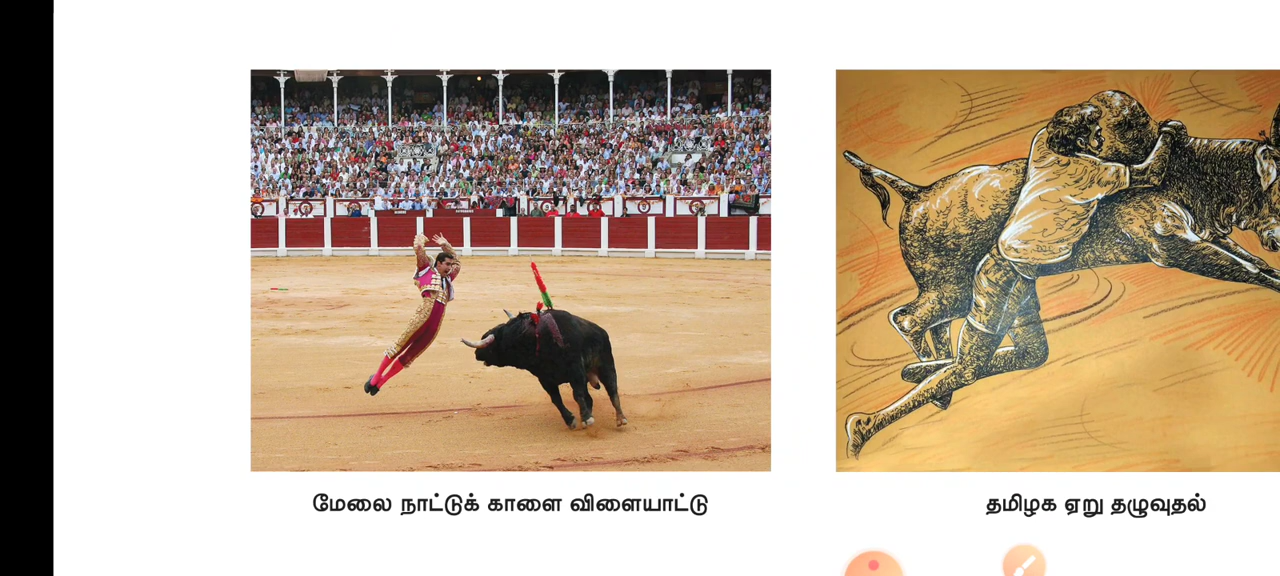 மேலை நாட்டுக் காளை விளையாட்டு
தமிழக ஏறு தழுவுதல்